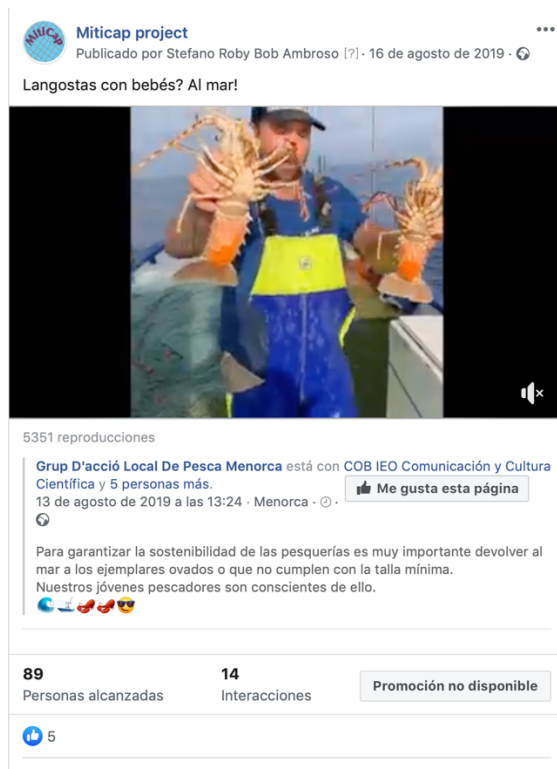 MitiCap
Miticap project
Publicado por Stefano Roby Bob Ambroso [?] · 16 de agosto de 2019 ·
Langostas con bebés? Al mar!
5351 reproducciones
Grup D'acció Local De Pesca Menorca está con COB IEO Comunicación y Cultura
Científica y 5 personas más.
Me gusta esta página
13 de agosto de 2019 a las 13:24 · Menorca ·
Para garantizar la sostenibilidad de las pesquerías es muy importante devolver al
mar a los ejemplares ovados o que no cumplen con la talla mínima.
Nuestros jóvenes pescadores son conscientes de ello.
🌊🚤🦐🦐😎
89
Personas alcanzadas
14
Interacciones
Promoción no disponible
5